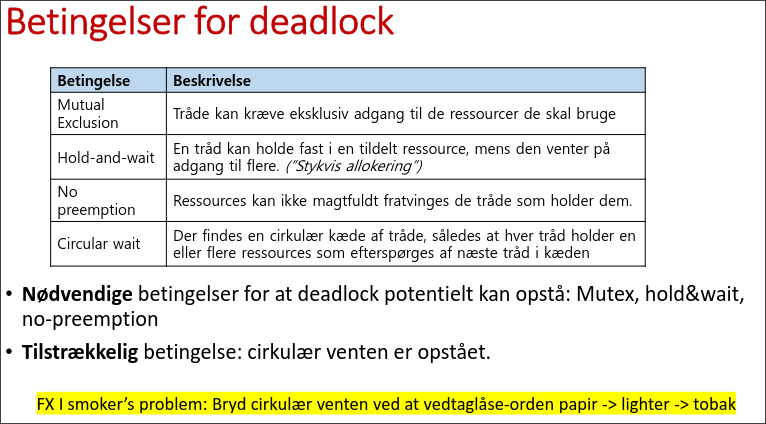 Betingelser for deadlock
Betingelse Beskrivelse
Mutual
Exclusion
Tråde kan kræve eksklusiv adgang til de ressourcer de skal bruge
Hold-and-wait
En tråd kan holde fast i en tildelt ressource, mens den venter på
adgang til flere. ("Stykvis allokering")
No
preemption
Ressources kan ikke magtfuldt fratvinges de tråde som holder dem.
Circular wait
Der findes en cirkulær kæde af tråde, således at hver tråd holder en
eller flere ressources som efterspørges af næste tråd i kæden
• Nødvendige betingelser for at deadlock potentielt kan opstå: Mutex, hold&wait,
no-preemption
• Tilstrækkelig betingelse: cirkulær venten er opstået.
FX I smoker's problem: Bryd cirkulær venten ved at vedtaglåse-orden papir -> lighter -> tobak